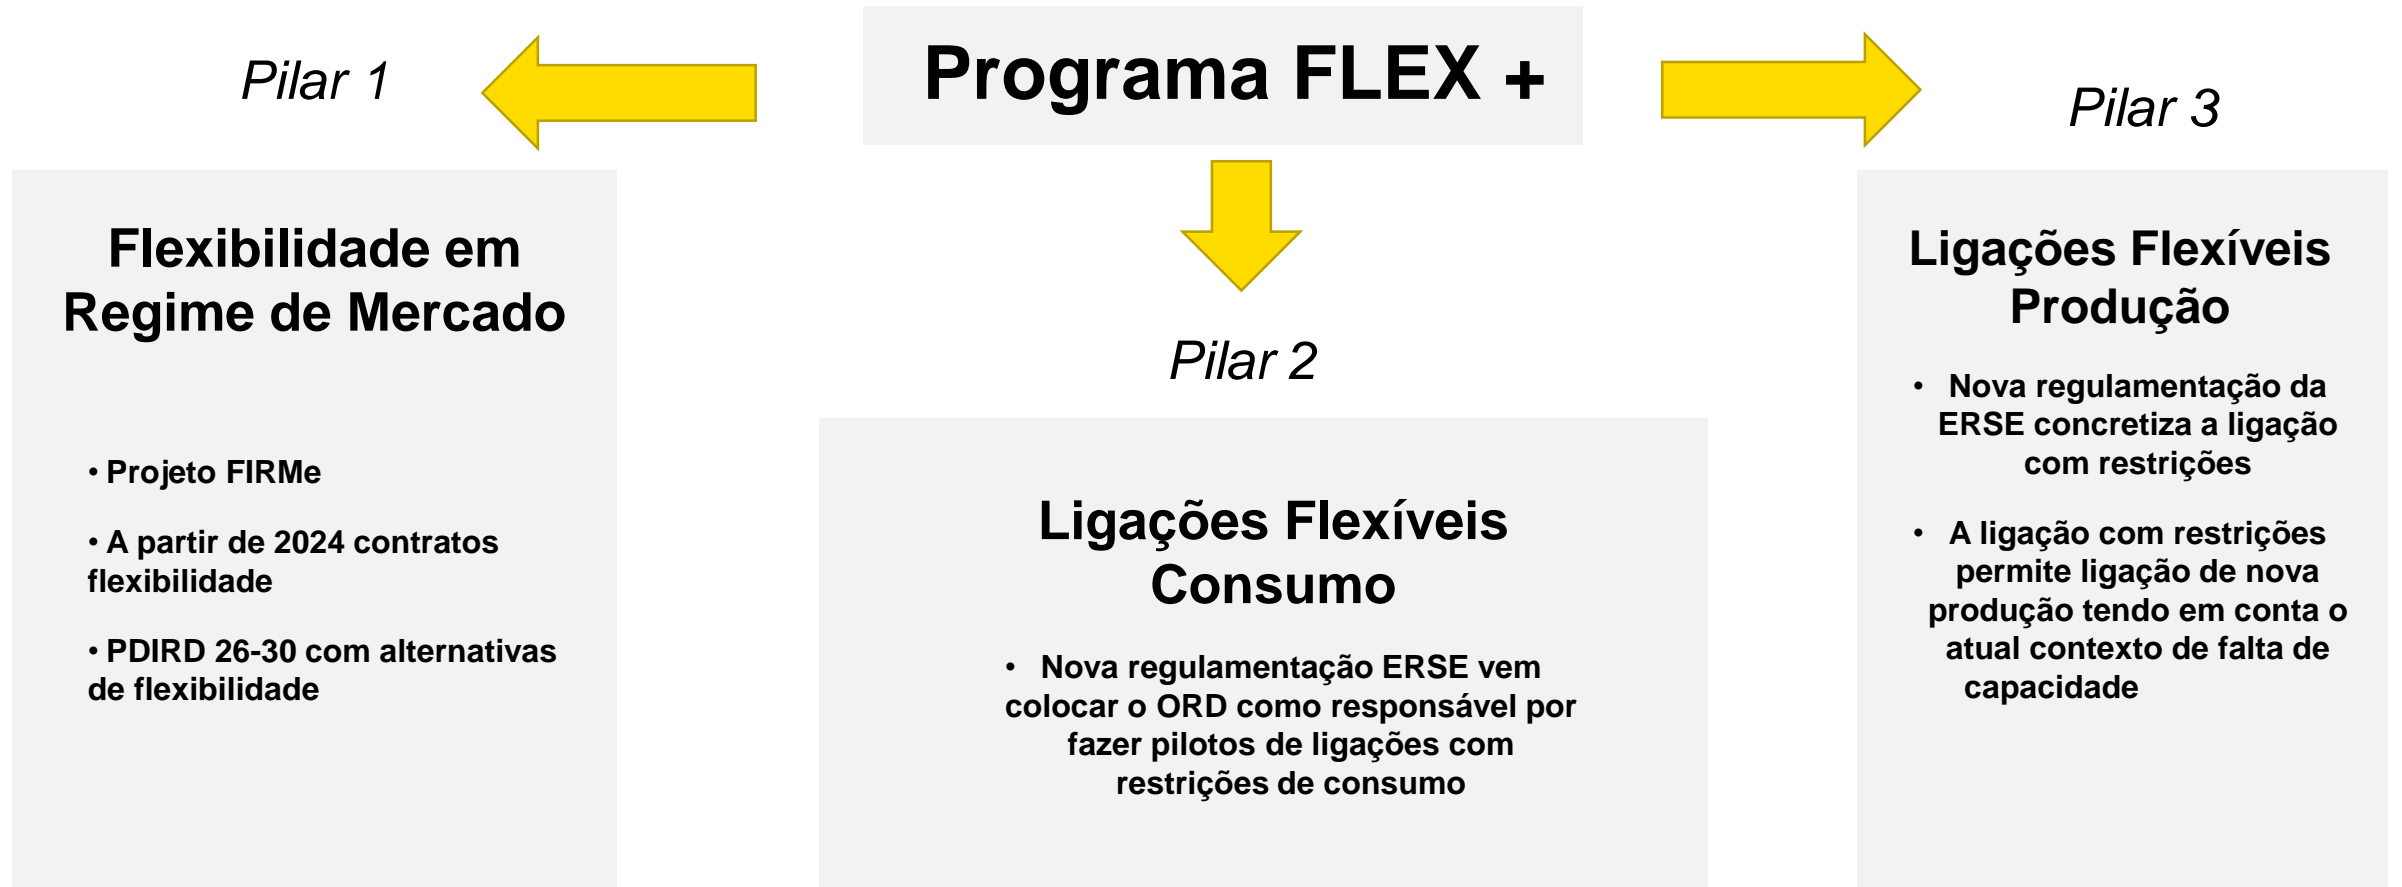 Programa FLEX +
Pilar 1
Flexibilidade em
Regime de Mercado
• Projeto FIRMe
• A partir de 2024 contratos
flexibilidade
• PDIRD 26-30 com alternativas
de flexibilidade
Pilar 2
Ligações Flexíveis
Consumo
• Nova regulamentação ERSE vem
colocar o ORD como responsável por
fazer pilotos de ligações com
restrições de consumo
Pilar 3
Ligações Flexíveis
Produção
• Nova regulamentação da
ERSE concretiza a ligação
com restrições
• A ligação com restrições
permite ligação de nova
produção tendo em conta o
atual contexto de falta de
capacidade